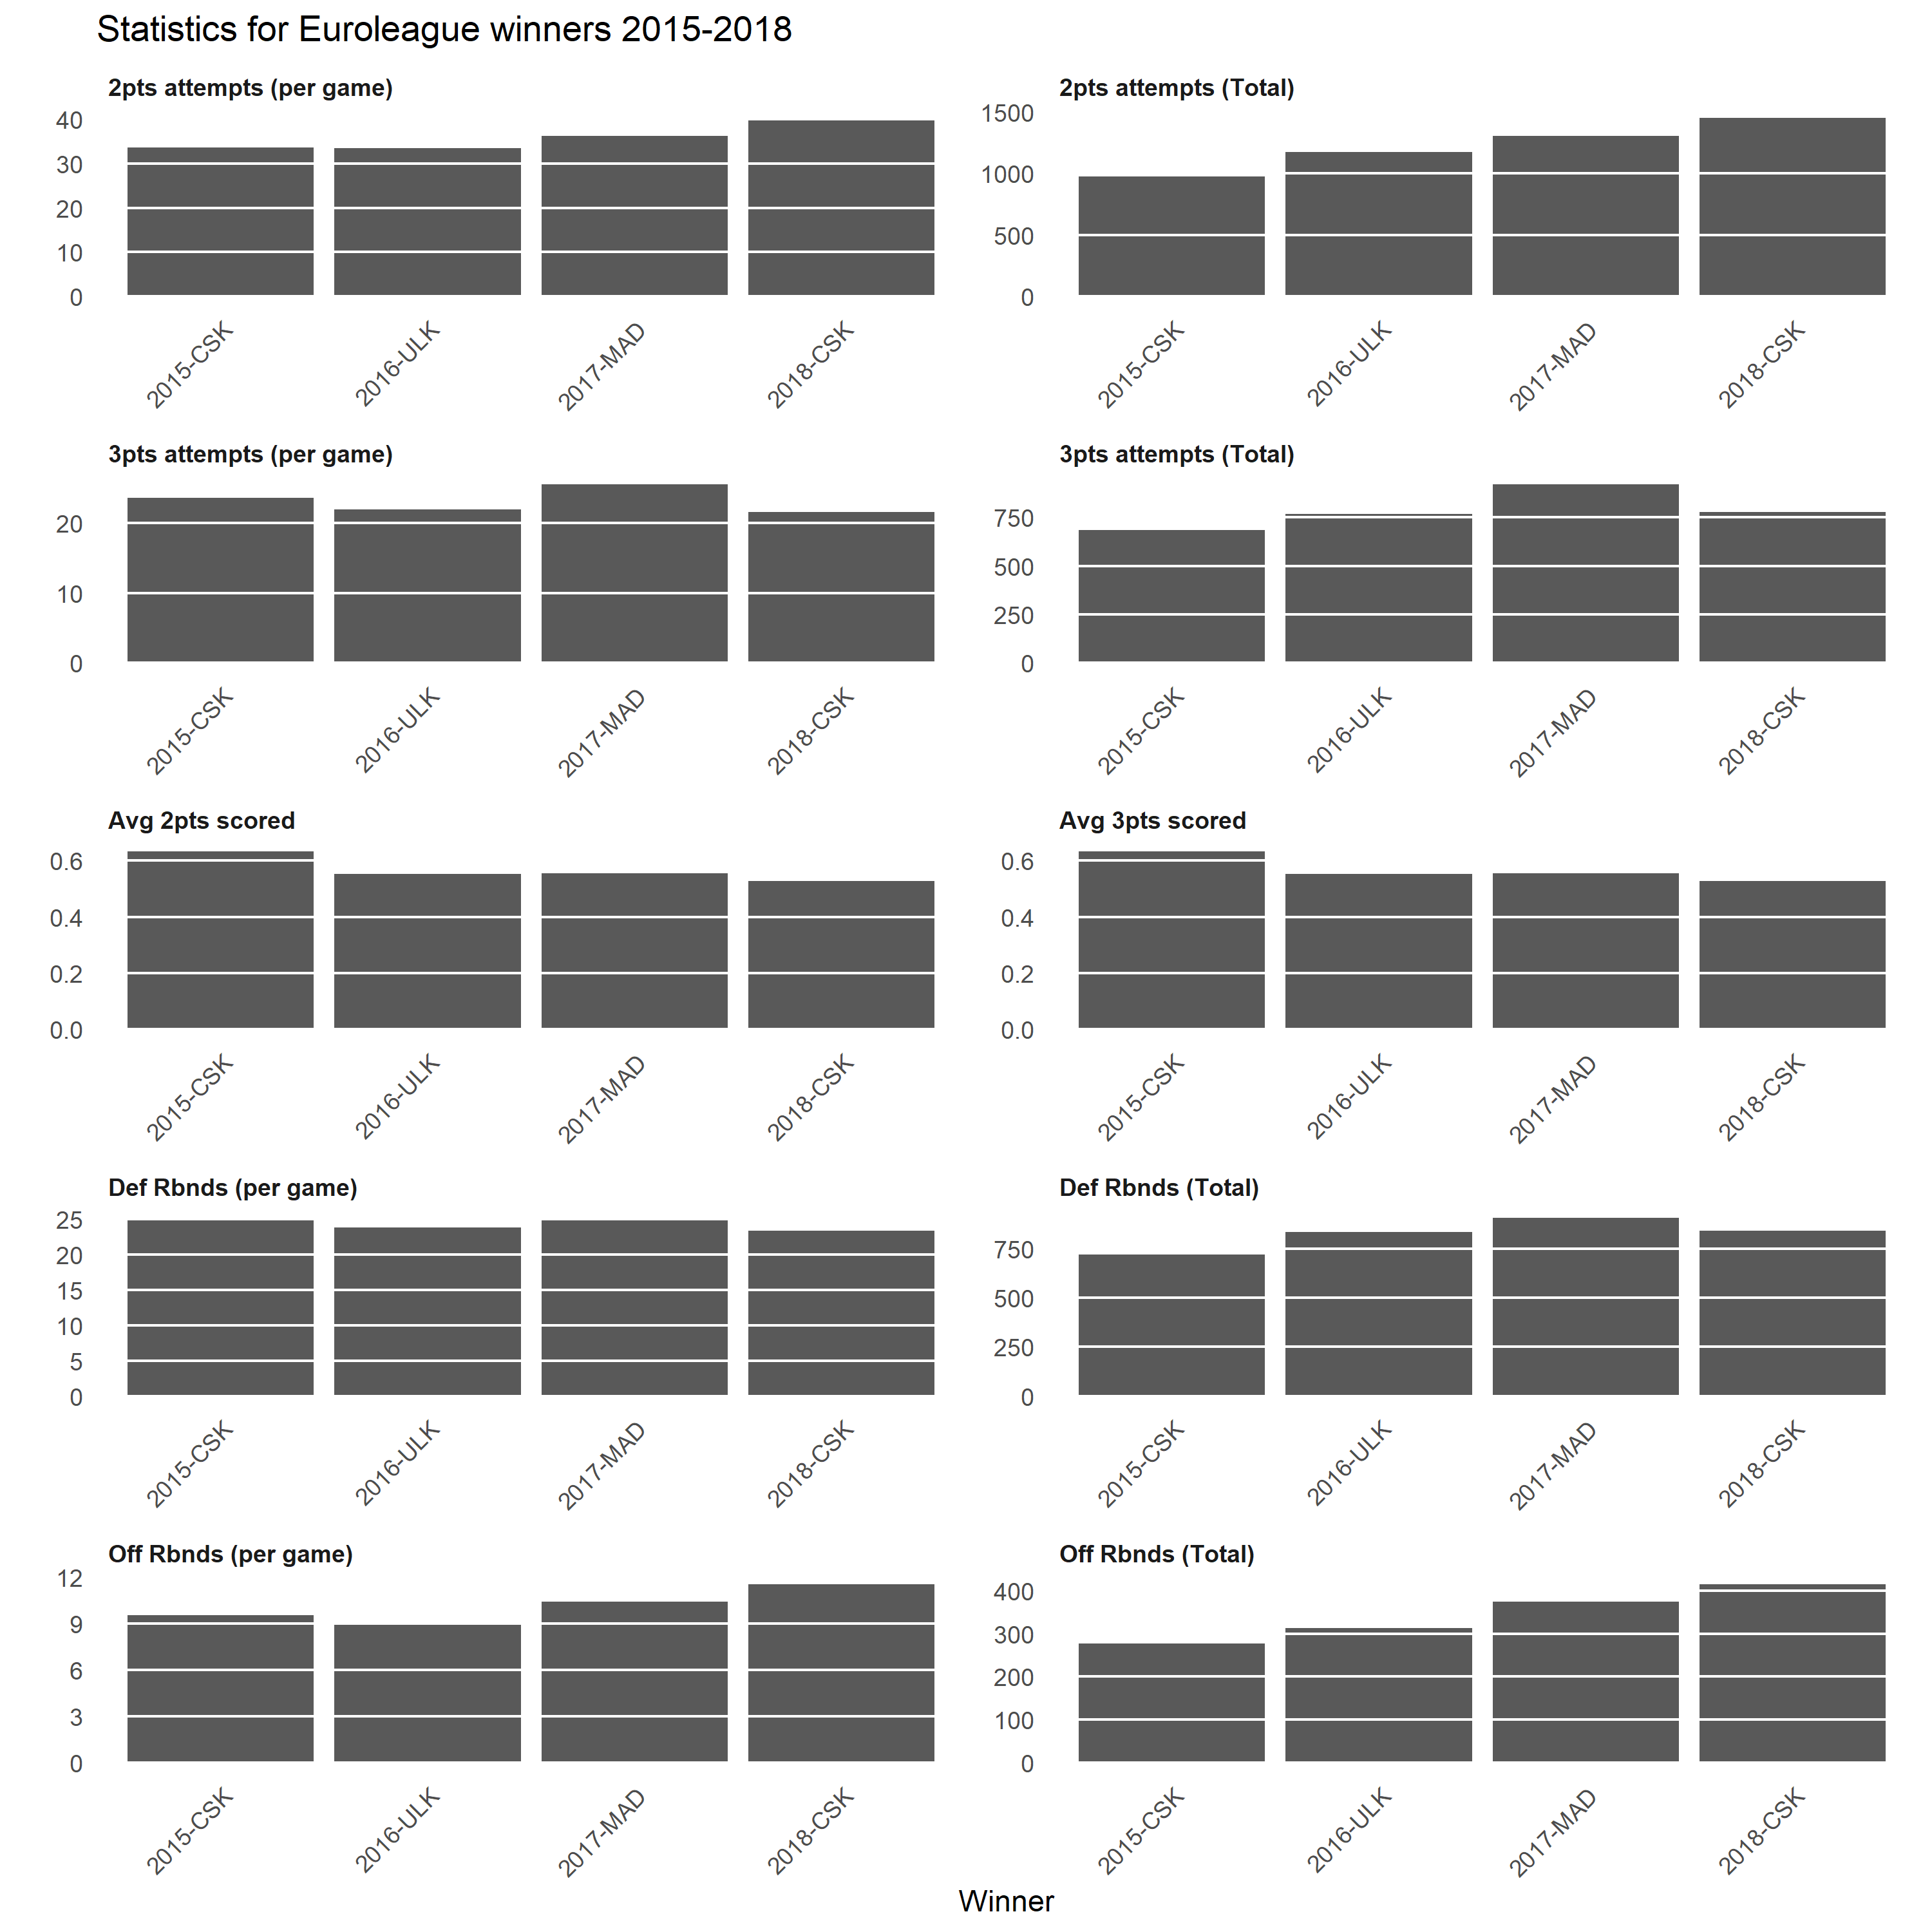 Statistics for Euroleague winners 2015-2018
2pts attempts (per game)
40
30
20
10
0
2015-CSK
2016-ULK
2017-MAD
2018-CSK
2pts attempts (Total)
1500
1000
500
0
2015-CSK
2016-ULK
2017-MAD
2018-CSK
3pts attempts (per game)
20
10
0
2015-CSK
2016-ULK
2017-MAD
2018-CSK
3pts attempts (Total)
750
500
250
0
2015-CSK
2016-ULK
2017-MAD
2018-CSK
Avg 2pts scored
0.6
0.4
0.2
0.0
2015-CSK
2016-ULK
2017-MAD
2018-CSK
Avg 3pts scored
0.6
0.4
0.2
0.0
2015-CSK
2016-ULK
2017-MAD
2018-CSK
Def Rbnds (per game)
25
20
15
10
5
0
2015-CSK
2016-ULK
2017-MAD
2018-CSK
Def Rbnds (Total)
750
500
250
0
2015-CSK
2016-ULK
2017-MAD
2018-CSK
Off Rbnds (per game)
12
9
6
3
0
2015-CSK
2016-ULK
2017-MAD
2018-CSK
Off Rbnds (Total)
400
300
200
100
0
2015-CSK
2016-ULK
2017-MAD
2018-CSK
Winner